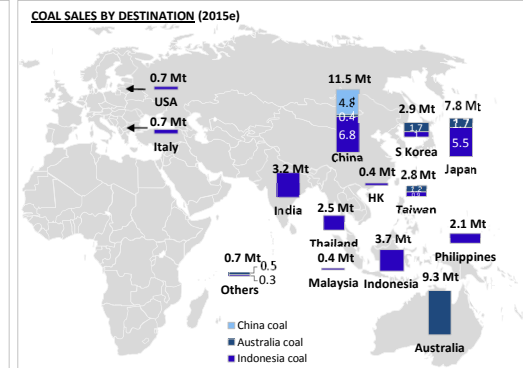 COAL SALES BY DESTINATION (2015e)
0.7 Mt
USA
0.7 Mt
Italy
11.5 Mt
4.8
0.4
6.8
China
2.9 Mt
1.7
S Korea
7.8 Mt
5.5
Japan
3.2 Mt
India
0.4 Mt
HK
2.8 Mt
Taiwan
2.5 Mt
Thailand
2.1 Mt
Philippines
0.7 Mt
0.5
0.3
Others
0.4 Mt
Malaysia
3.7 Mt
Indonesia
9.3 Mt
Australia
China coal
Australia coal
Indonesia coal